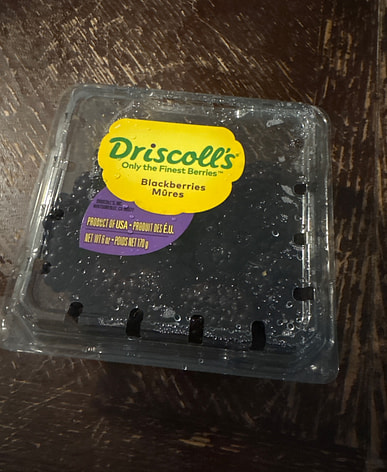 Driscoll's®
Only the Finest Berries™
Blackberries
Mûres
PRODUCT OF USA • PRODUIT DES É.U.
NET WT 6 oz • POIDS NET 170 g